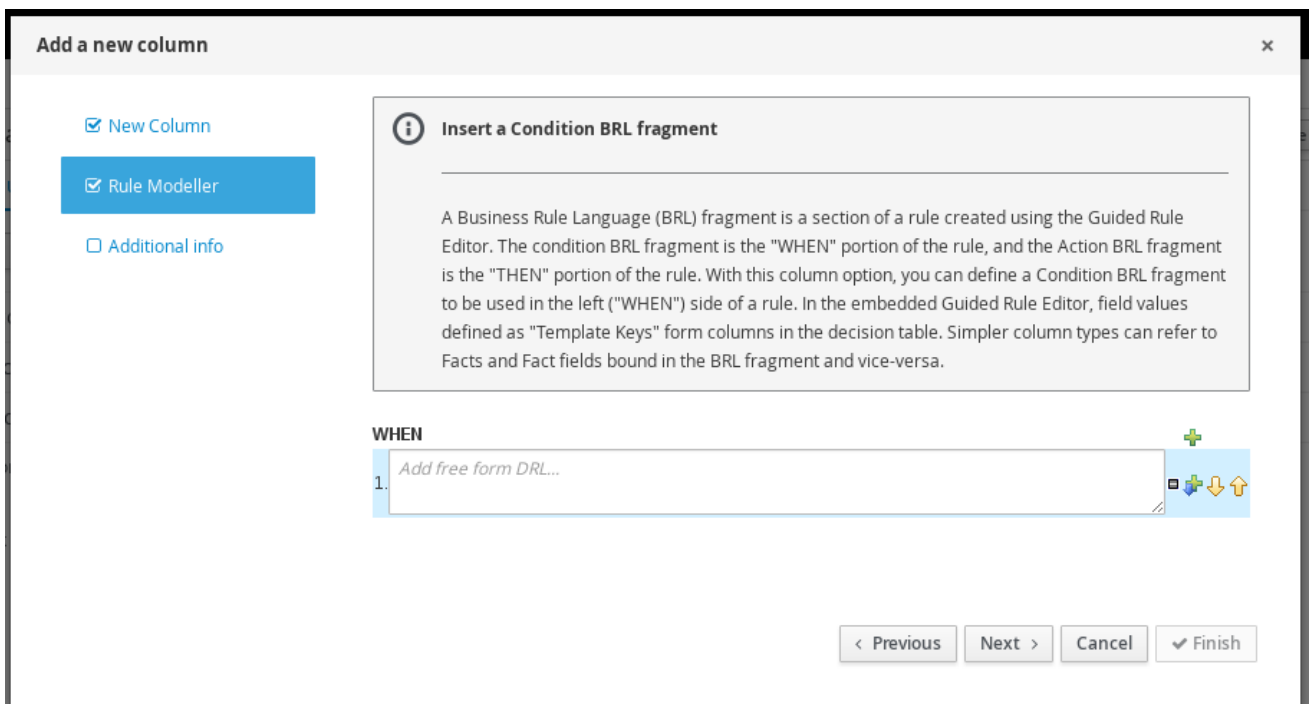 Add a new column
×
New Column
Rule Modeller
Additional info
Insert a Condition BRL fragment
A Business Rule Language (BRL) fragment is a section of a rule created using the Guided Rule
Editor. The condition BRL fragment is the "WHEN" portion of the rule, and the Action BRL fragment
is the "THEN" portion of the rule. With this column option, you can define a Condition BRL fragment
to be used in the left ("WHEN") side of a rule. In the embedded Guided Rule Editor, field values
defined as "Template Keys" form columns in the decision table. Simpler column types can refer to
Facts and Fact fields bound in the BRL fragment and vice-versa.
WHEN
1. Add free form DRL...
< Previous Next > Cancel ✔ Finish